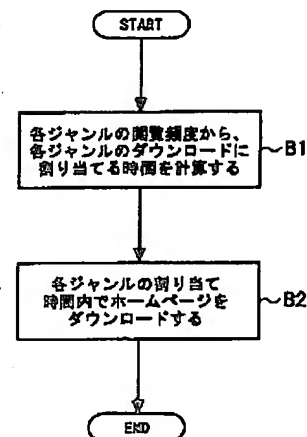 START
各ジャンルの閲覧頻度から、
各ジャンルのダウンロードに
割り当てる時間を計算する
B1
各ジャンルの割り当て
時間内でホームページを
ダウンロードする
B2
END